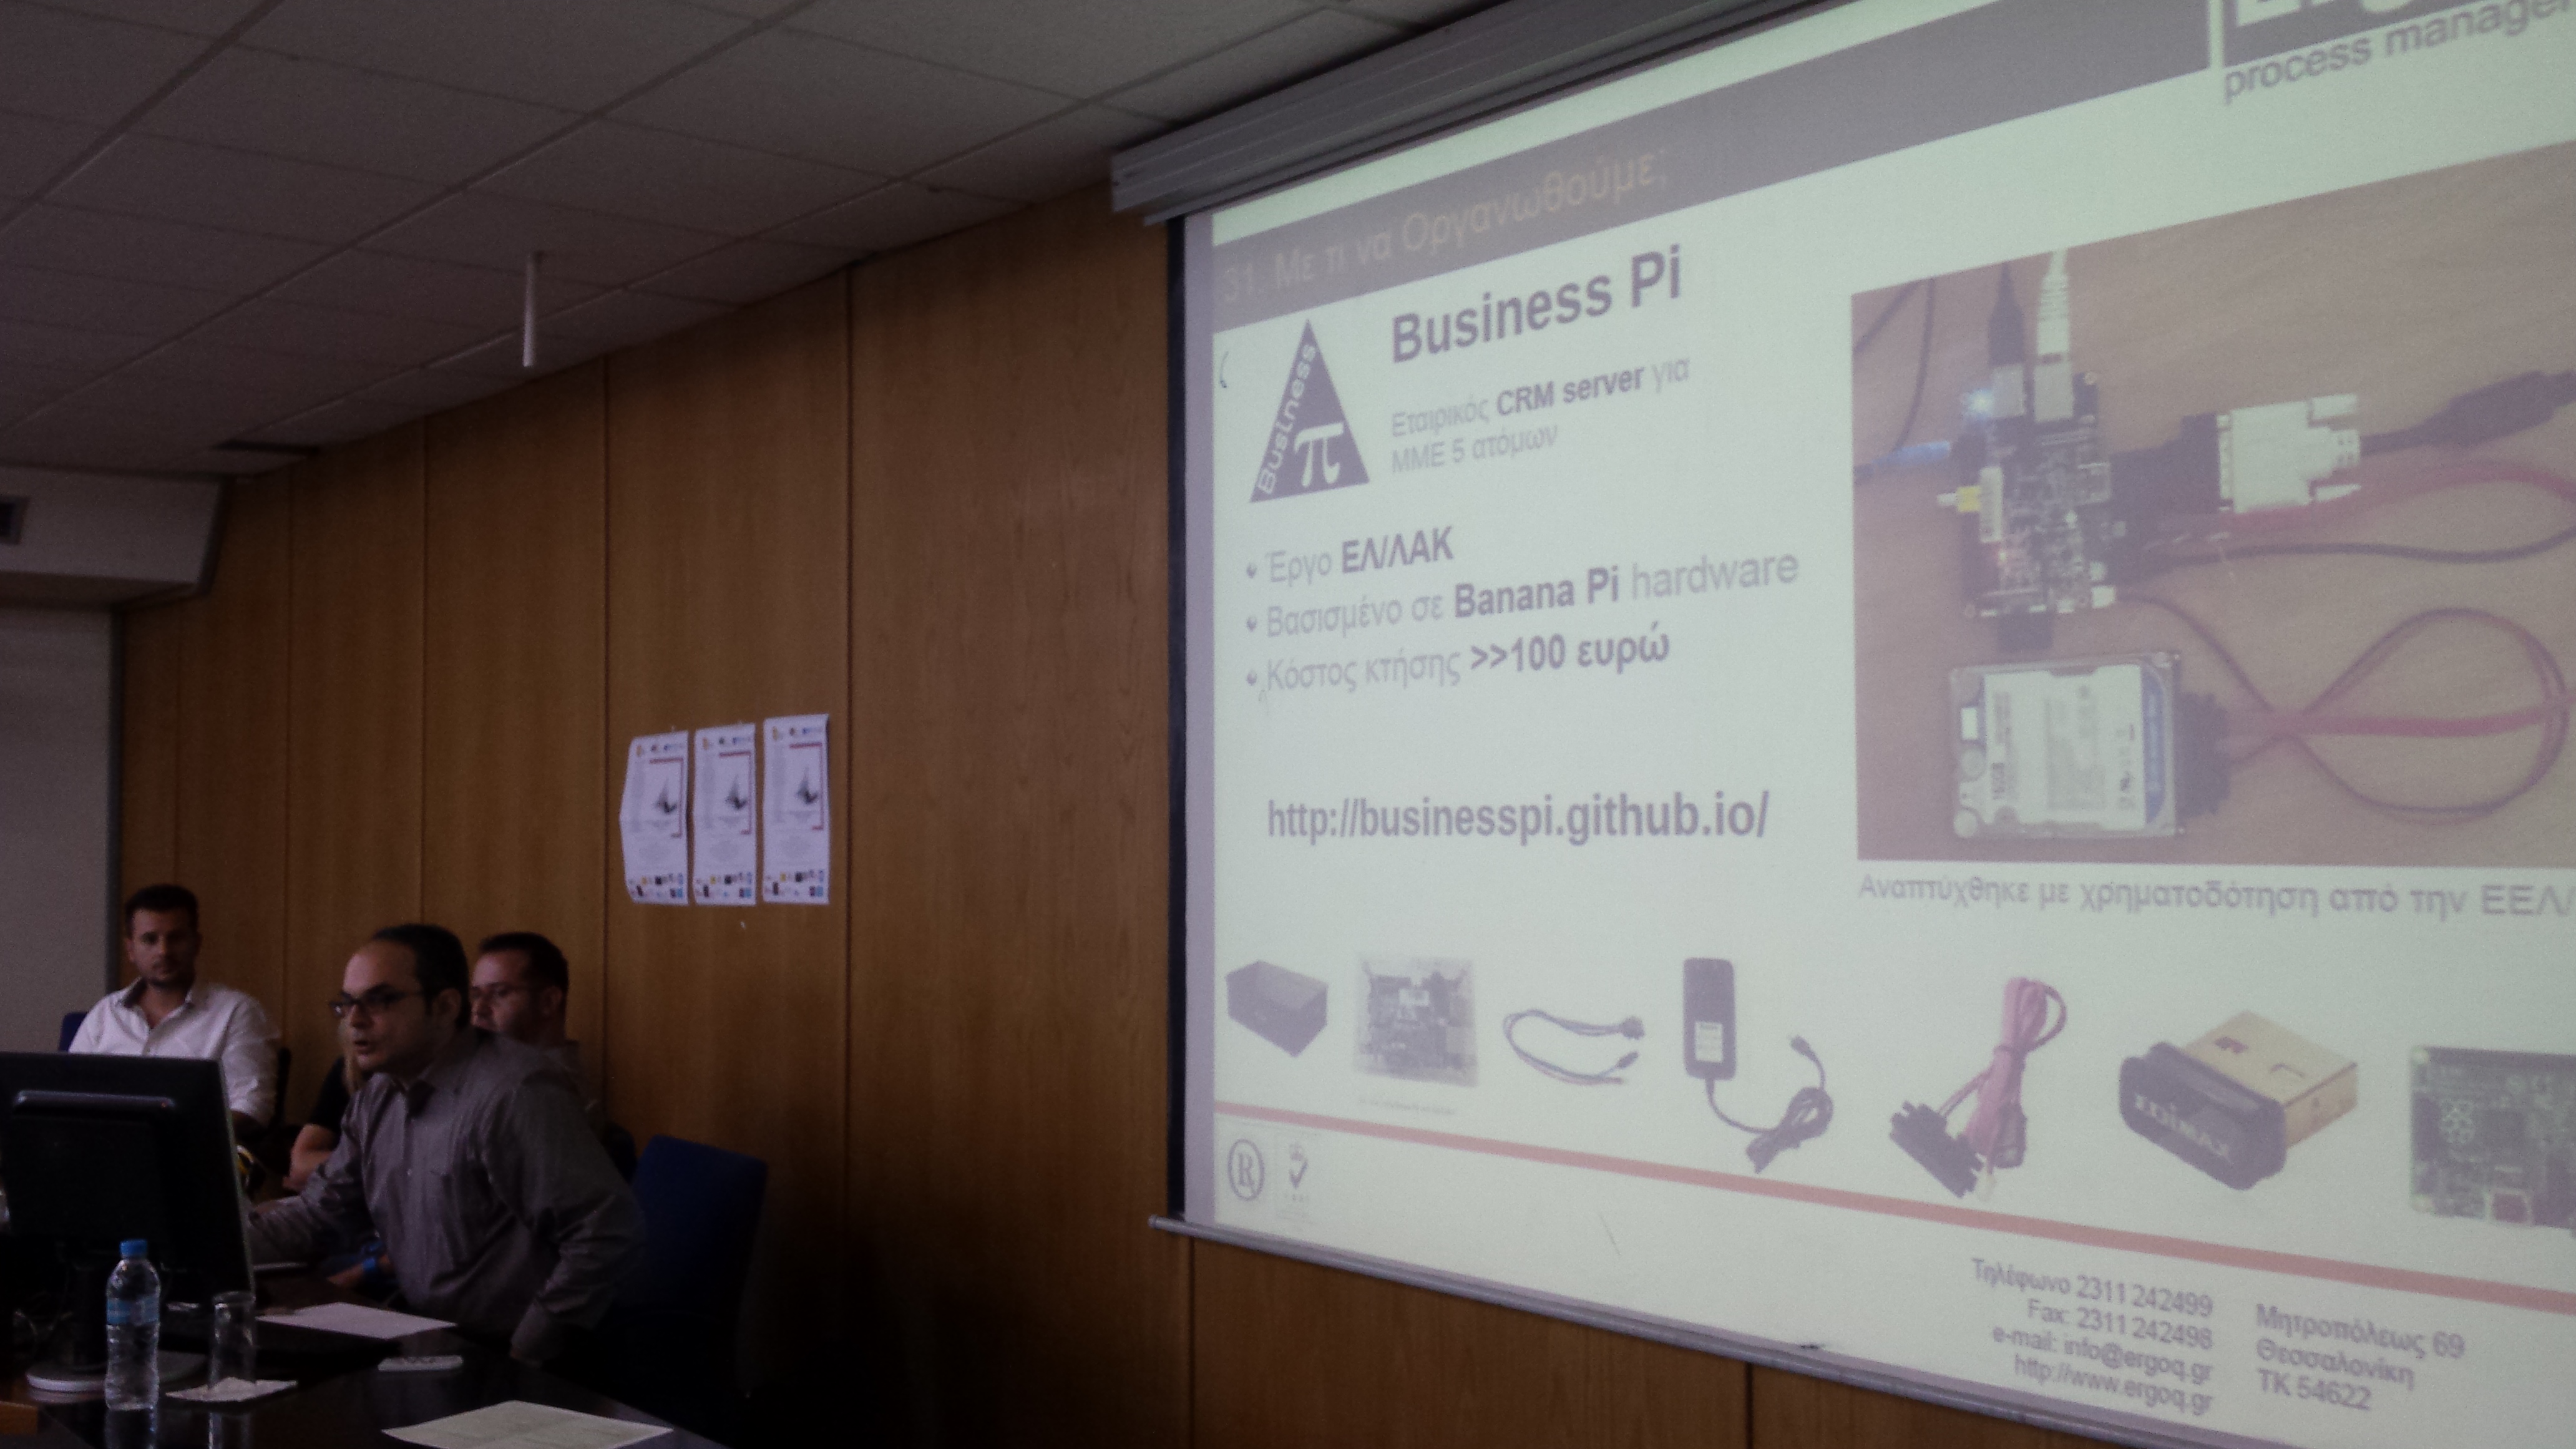 process manage
31. Με τι να Οργανωθούμε;
Business Pi
Business
π
Εταιρικός CRM server για
ΜΜΕ 5 ατόμων
• Έργο ΕΛ/ΛΑΚ
• Βασισμένο σε Banana Pi hardware
• Κόστος κτήσης >>100 ευρώ
http://businesspi.github.io/
Αναπτύχθηκε με χρηματοδότηση από την ΕΕΛ
EDIMAX
R
Τηλέφωνο 2311 242499
Fax: 2311 242498
e-mail: info@ergoq.gr
http://www.ergoq.gr
Μητροπόλεως 69
Θεσσαλονίκη
ΤΚ 54622